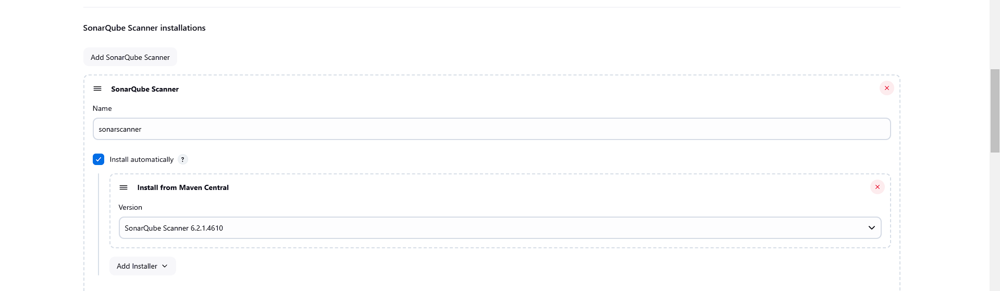 SonarQube Scanner installations
Add SonarQube Scanner
SonarQube Scanner
Name
sonarscanner
Install automatically ?
Install from Maven Central
Version
SonarQube Scanner 6.2.1.4610
Add Installer